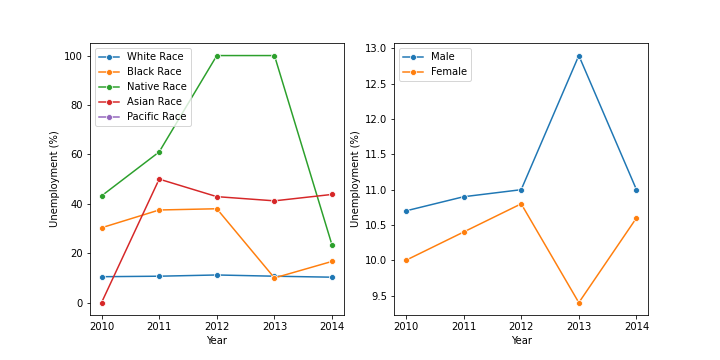 White Race
Black Race
Native Race
Asian Race
Pacific Race
100
80
60
40
20
0
Unemployment (%)
2010 2011 2012 2013 2014
Year
Male
Female
13.0
12.5
12.0
11.5
11.0
10.5
10.0
9.5
Unemployment (%)
2010 2011 2012 2013 2014
Year